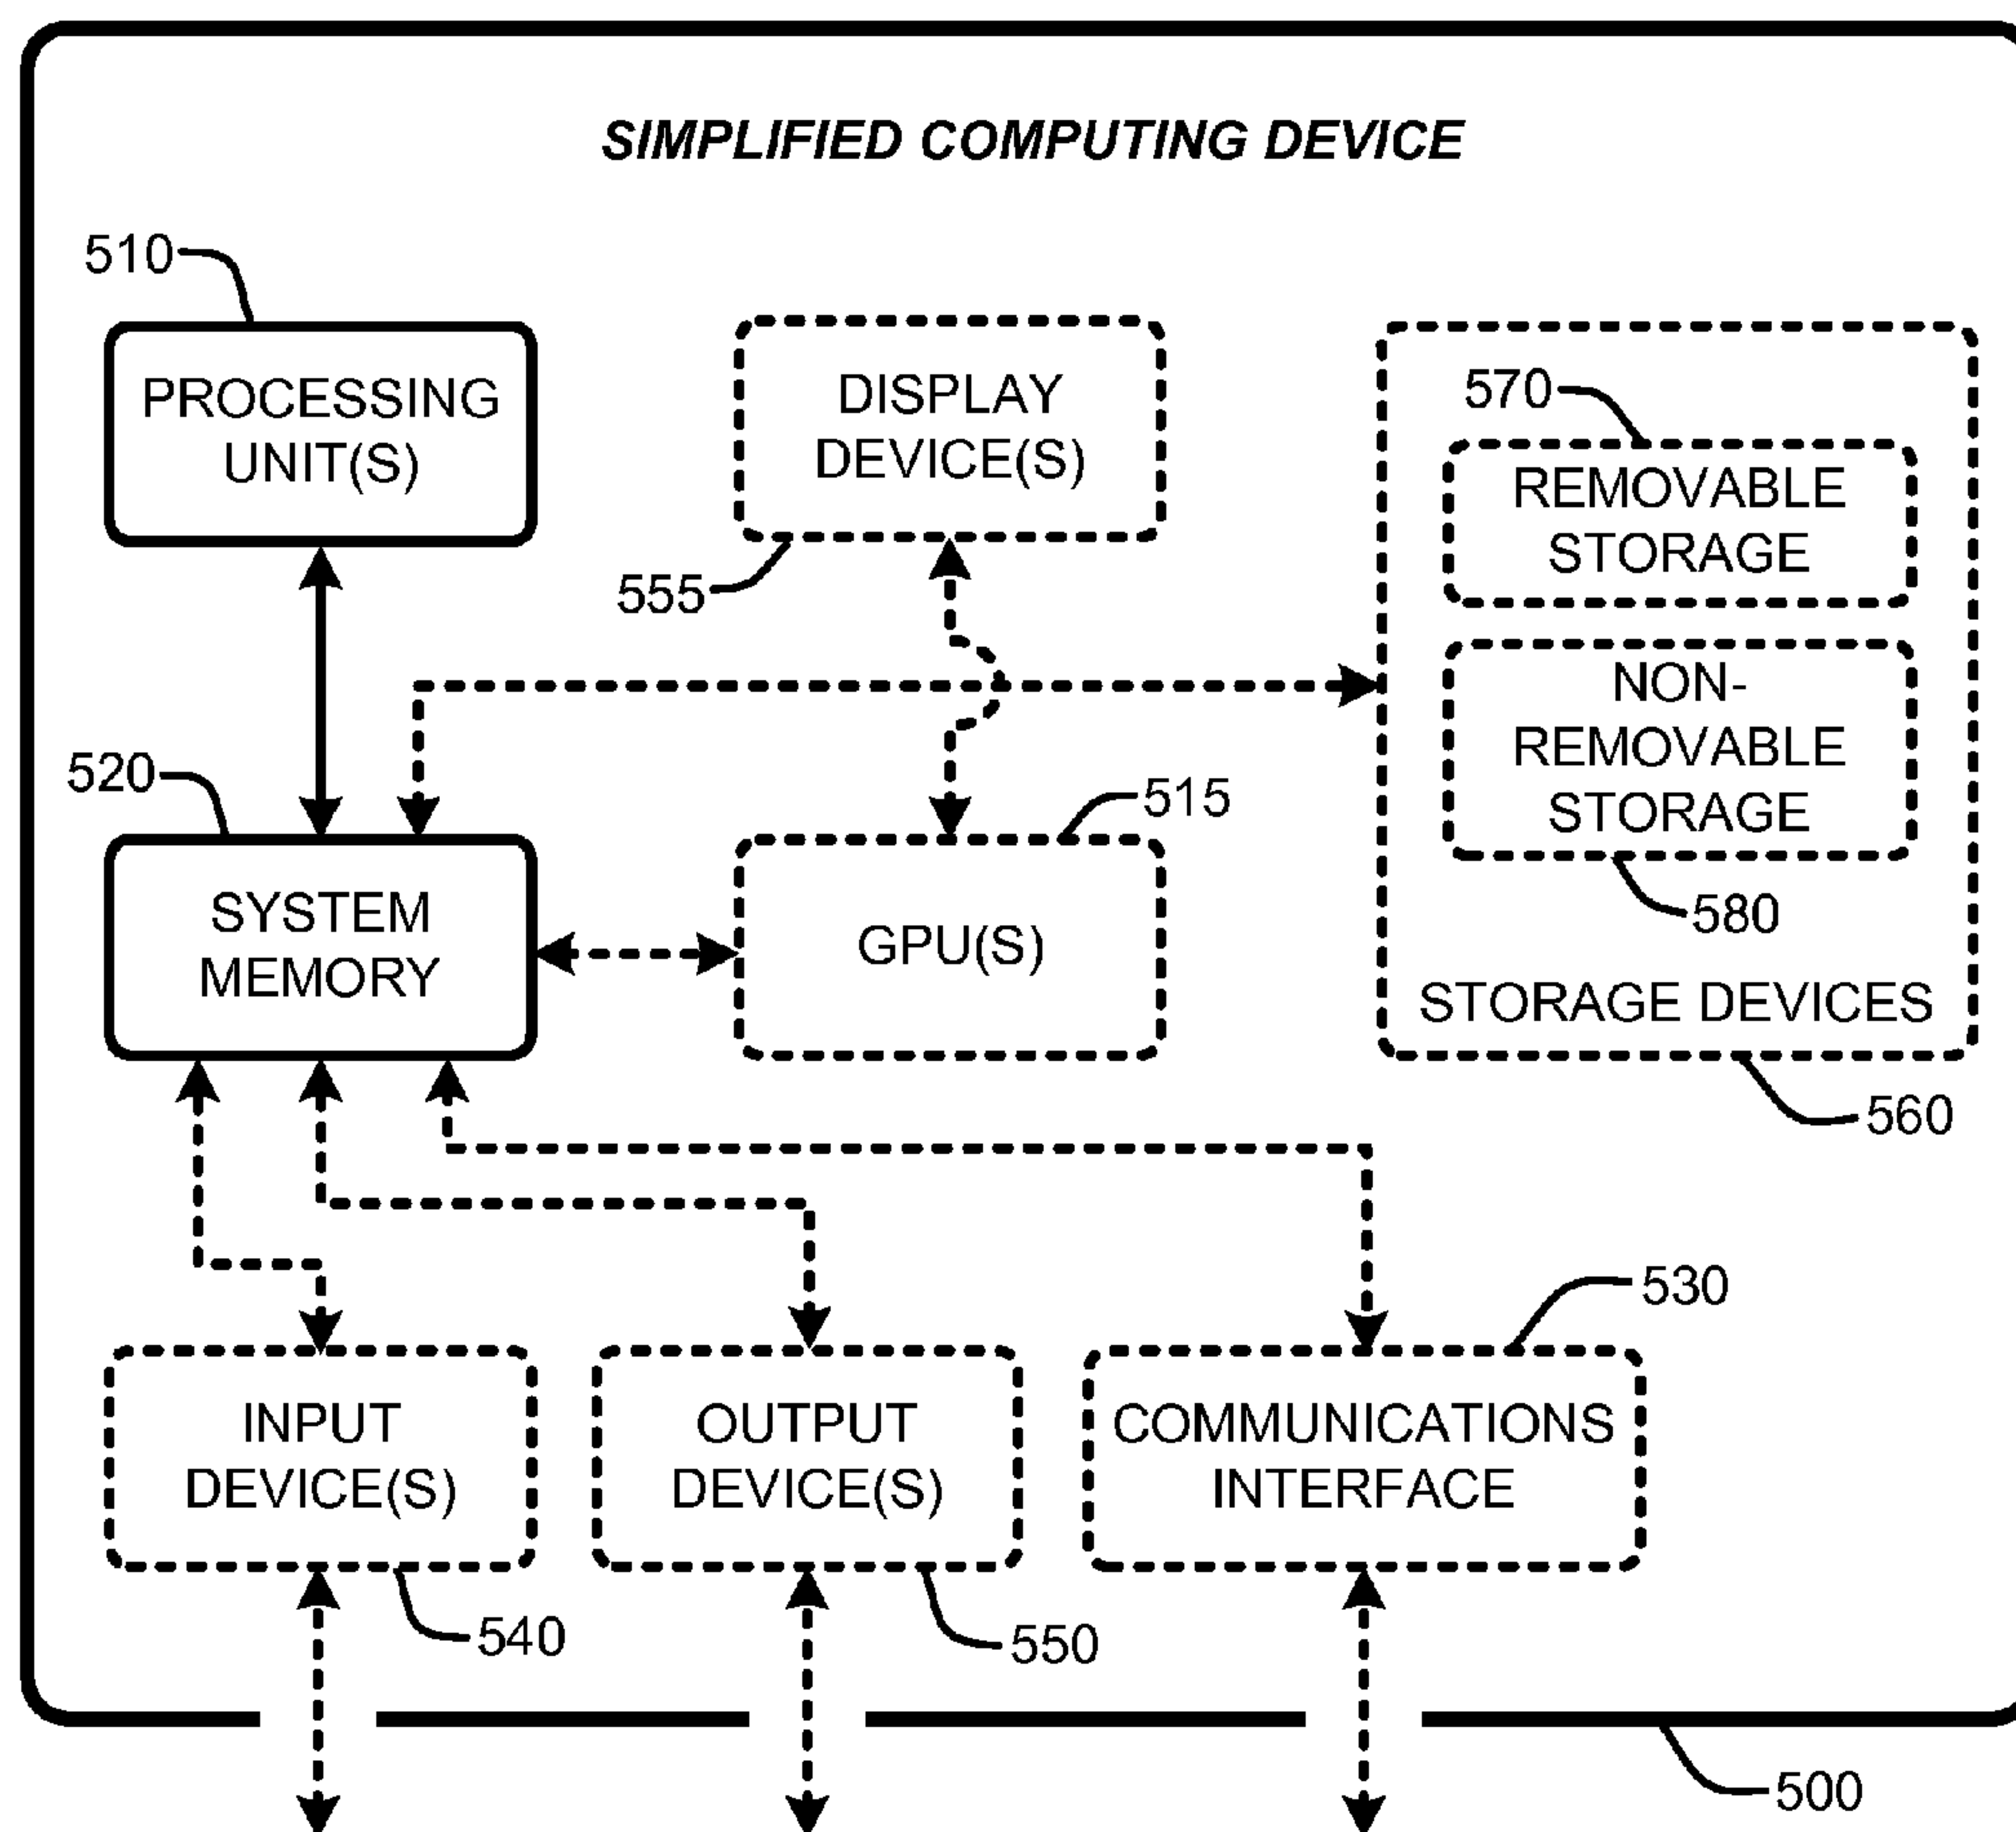 SIMPLIFIED COMPUTING DEVICE
510
PROCESSING
UNIT(S)
DISPLAY
DEVICE(S)
555
570
REMOVABLE
STORAGE
NON-
REMOVABLE
STORAGE
580
STORAGE DEVICES
560
520
SYSTEM
MEMORY
515
GPU(S)
530
INPUT
DEVICE(S)
540
OUTPUT
DEVICE(S)
550
COMMUNICATIONS
INTERFACE
500